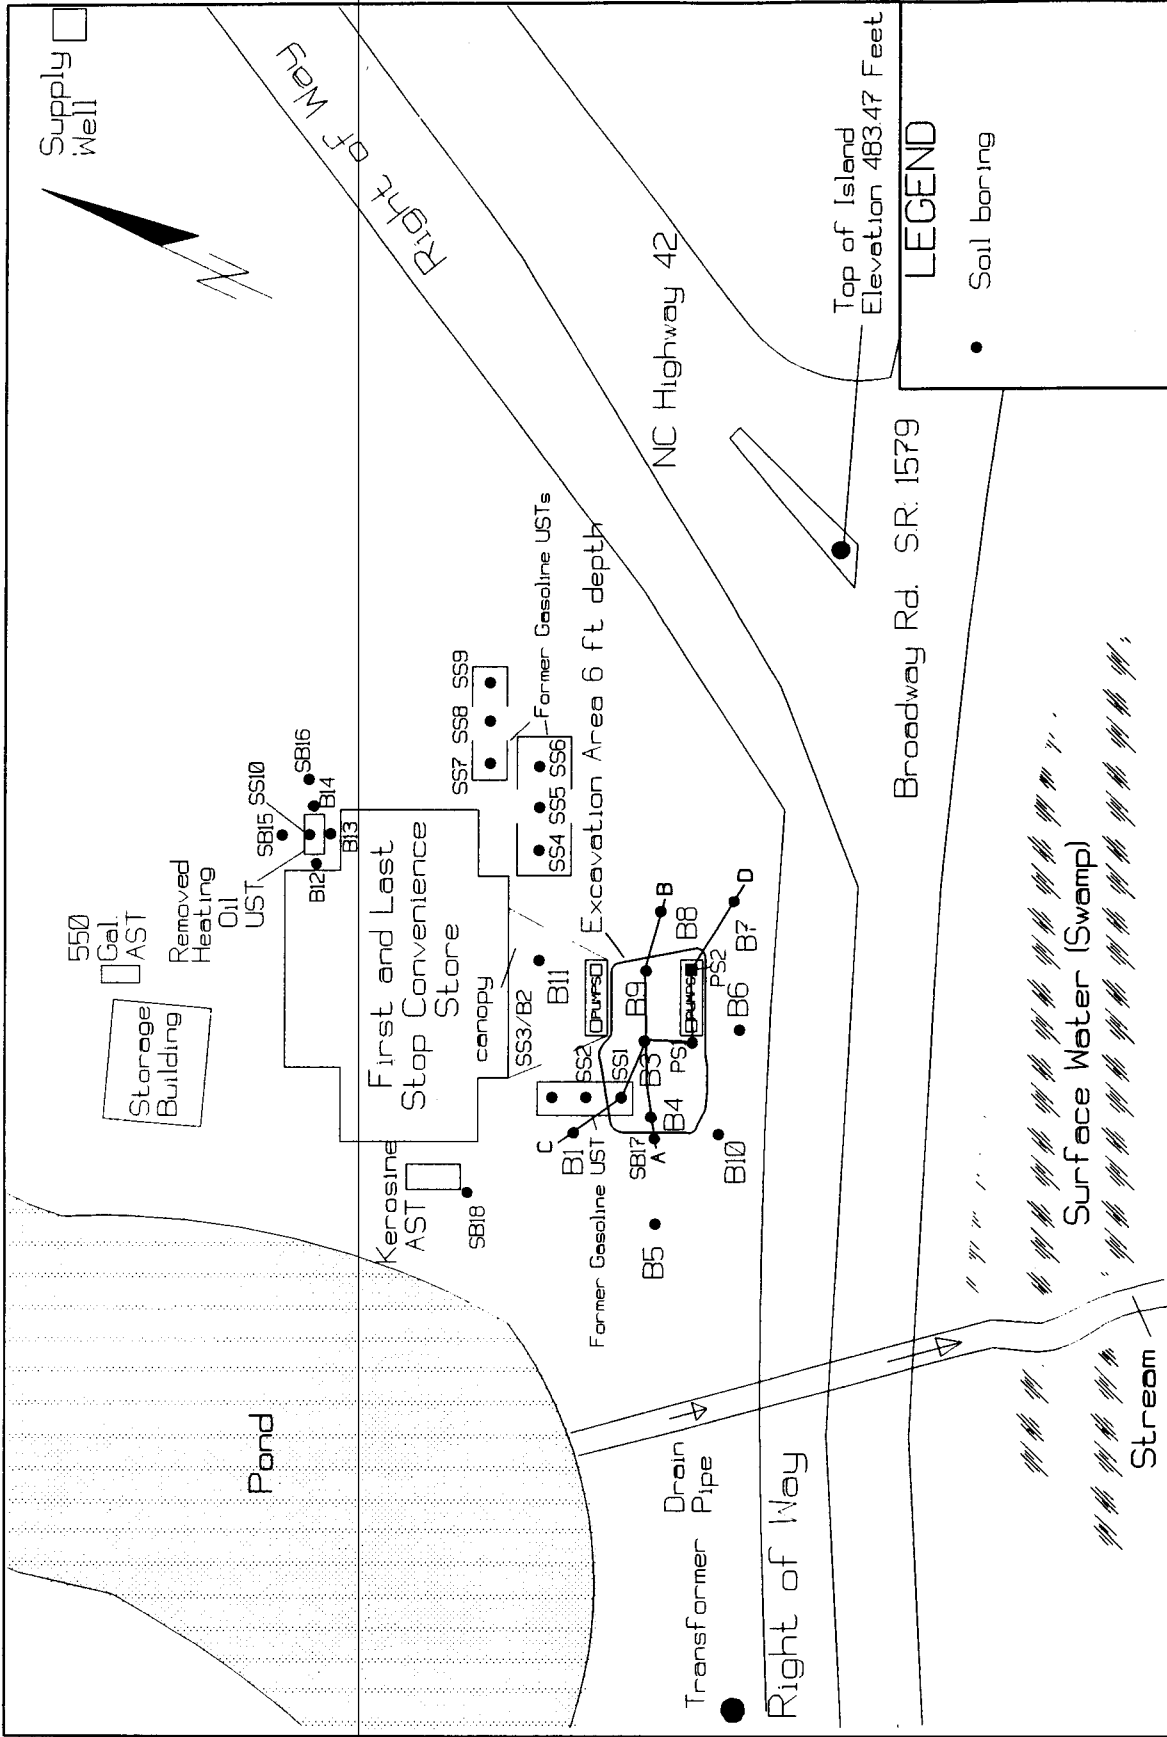 Supply
Well
Right of Way
550
Gal.
AST
Removed
Heating
Oil
UST
SB15
SS10
SB16
B14
B13
B12
Storage
Building
First and Last
Stop Convenience
Store
Kerosine
AST
SB18
Pond
canopy
SS3/B2
B11
SS7
SS8
SS9
Former Gasoline USTs
SS4
SS5
SS6
Excavation Area 6 ft depth
PUMPS
SS2
SS1
C
B1
Former Gasoline UST
B9
B
B8
B3
B4
SB17
A
PUMPS
PS1
PS2
D
B7
B6
B10
B5
NC Highway 42
Top of Island
Elevation 483.47 Feet
Broadway Rd. S.R. 1579
Transformer
Drain
Pipe
Right of Way
Surface Water (Swamp)
Stream
LEGEND
Soil boring